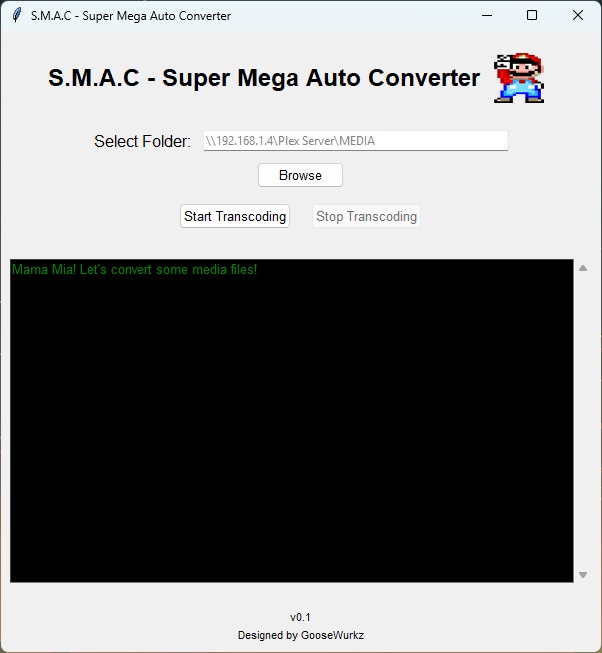 S.M.A.C - Super Mega Auto Converter
S.M.A.C - Super Mega Auto Converter
Select Folder: \\192.168.1.4\Plex Server\MEDIA
Browse
Start Transcoding Stop Transcoding
Mama Mia! Let's convert some media files!
v0.1
Designed by GooseWurkz